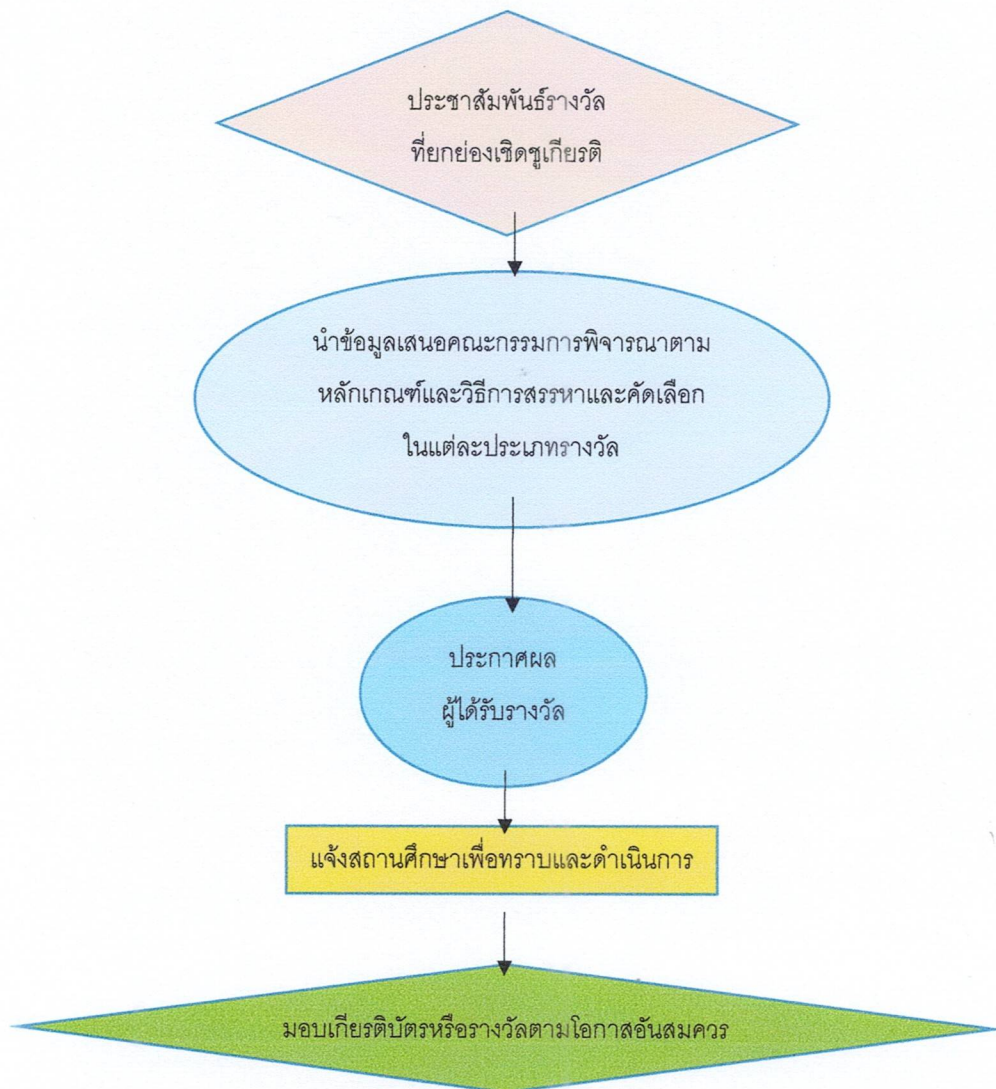 ประชาสัมพันธ์รางวัล
ที่ยกย่องเชิดชูเกียรติ
นำข้อมูลเสนอคณะกรรมการพิจารณาตาม
หลักเกณฑ์และวิธีการสรรหาและคัดเลือก
ในแต่ละประเภทรางวัล
ประกาศผล
ผู้ได้รับรางวัล
แจ้งสถานศึกษาเพื่อทราบและดำเนินการ
มอบเกียรติบัตรหรือรางวัลตามโอกาสอันสมควร